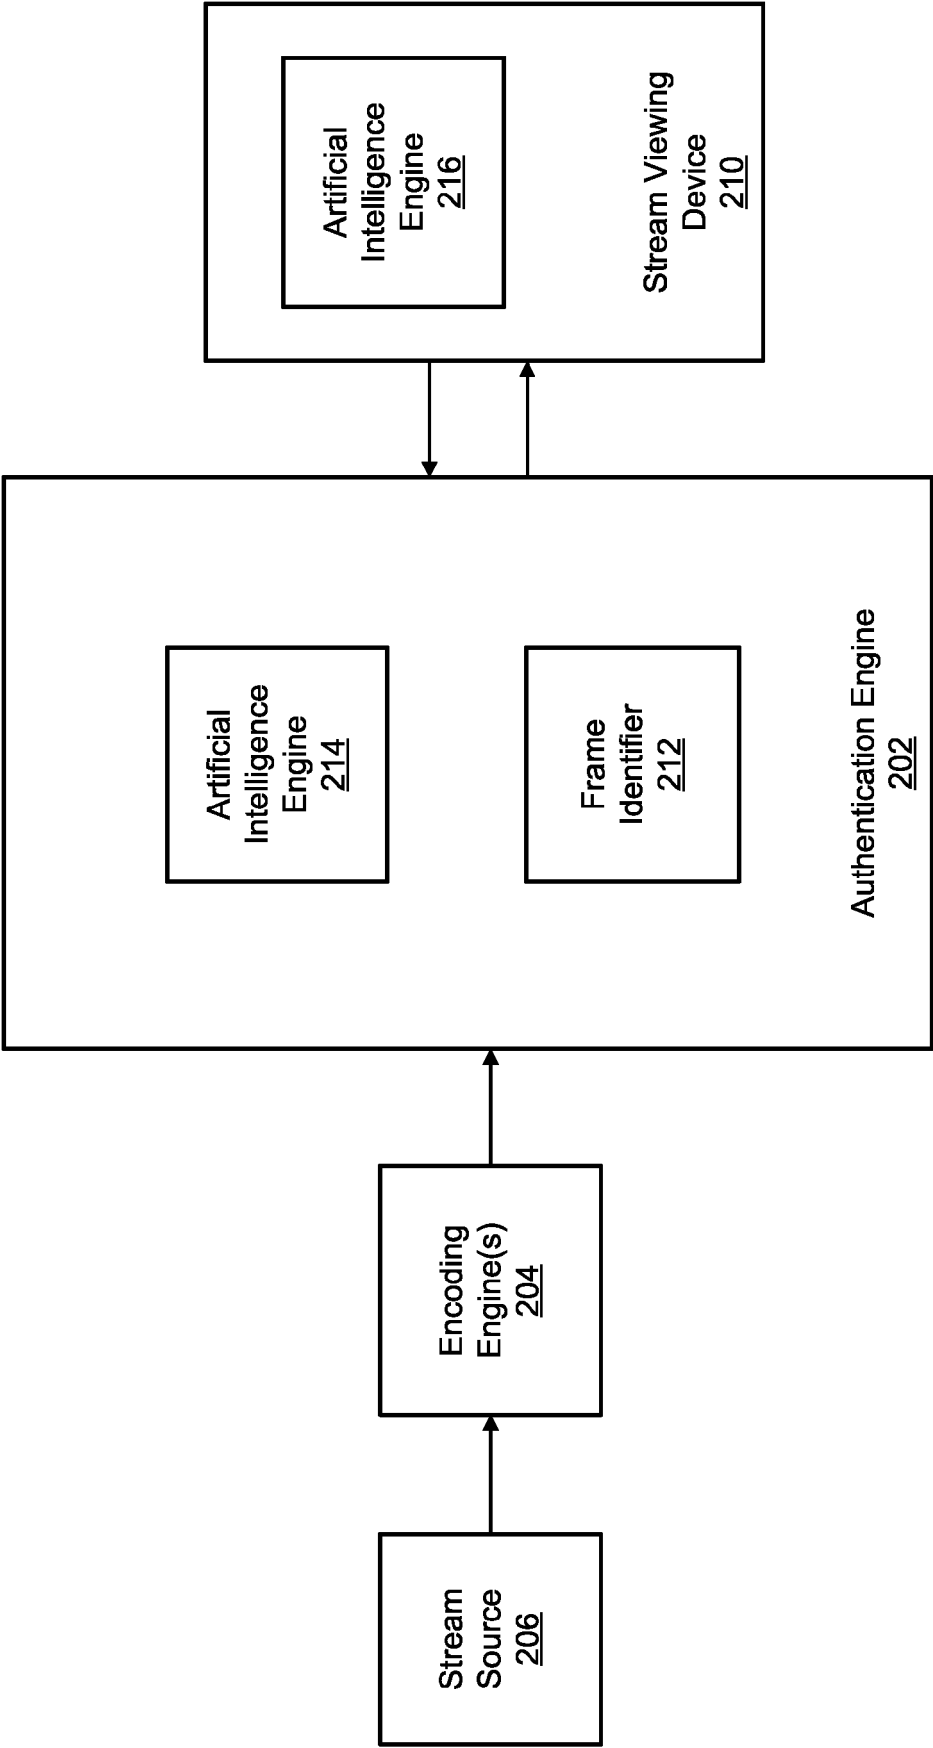 Stream
Source
206
Encoding
Engine(s)
204
Artificial
Intelligence
Engine
214
Frame
Identifier
212
Authentication Engine
202
Artificial
Intelligence
Engine
216
Stream Viewing
Device
210